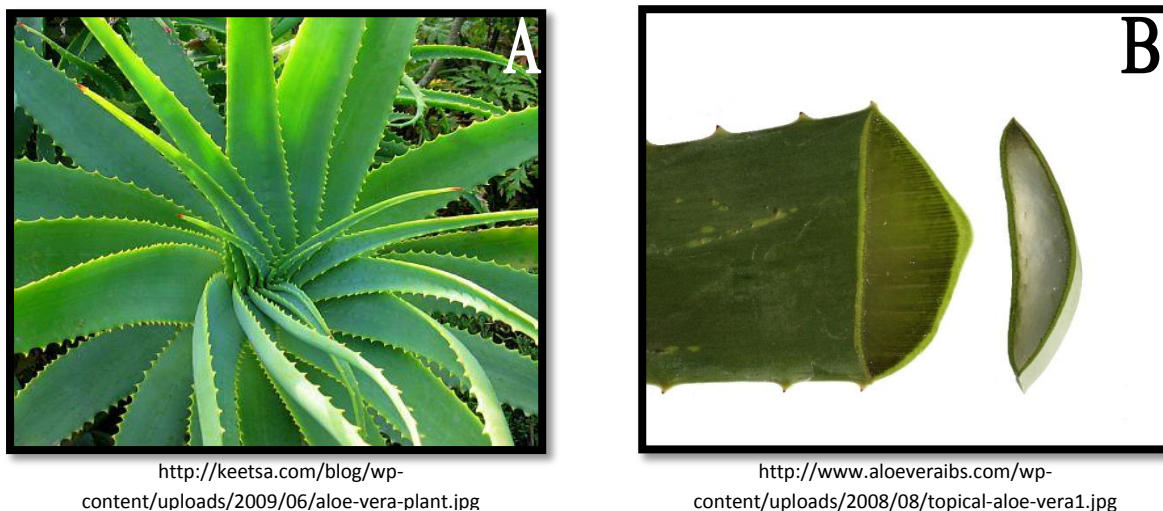 A
B
http://keetsa.com/blog/wp-
content/uploads/2009/06/aloe-vera-plant.jpg
http://www.aloeveraibs.com/wp-
content/uploads/2008/08/topical-aloe-vera1.jpg